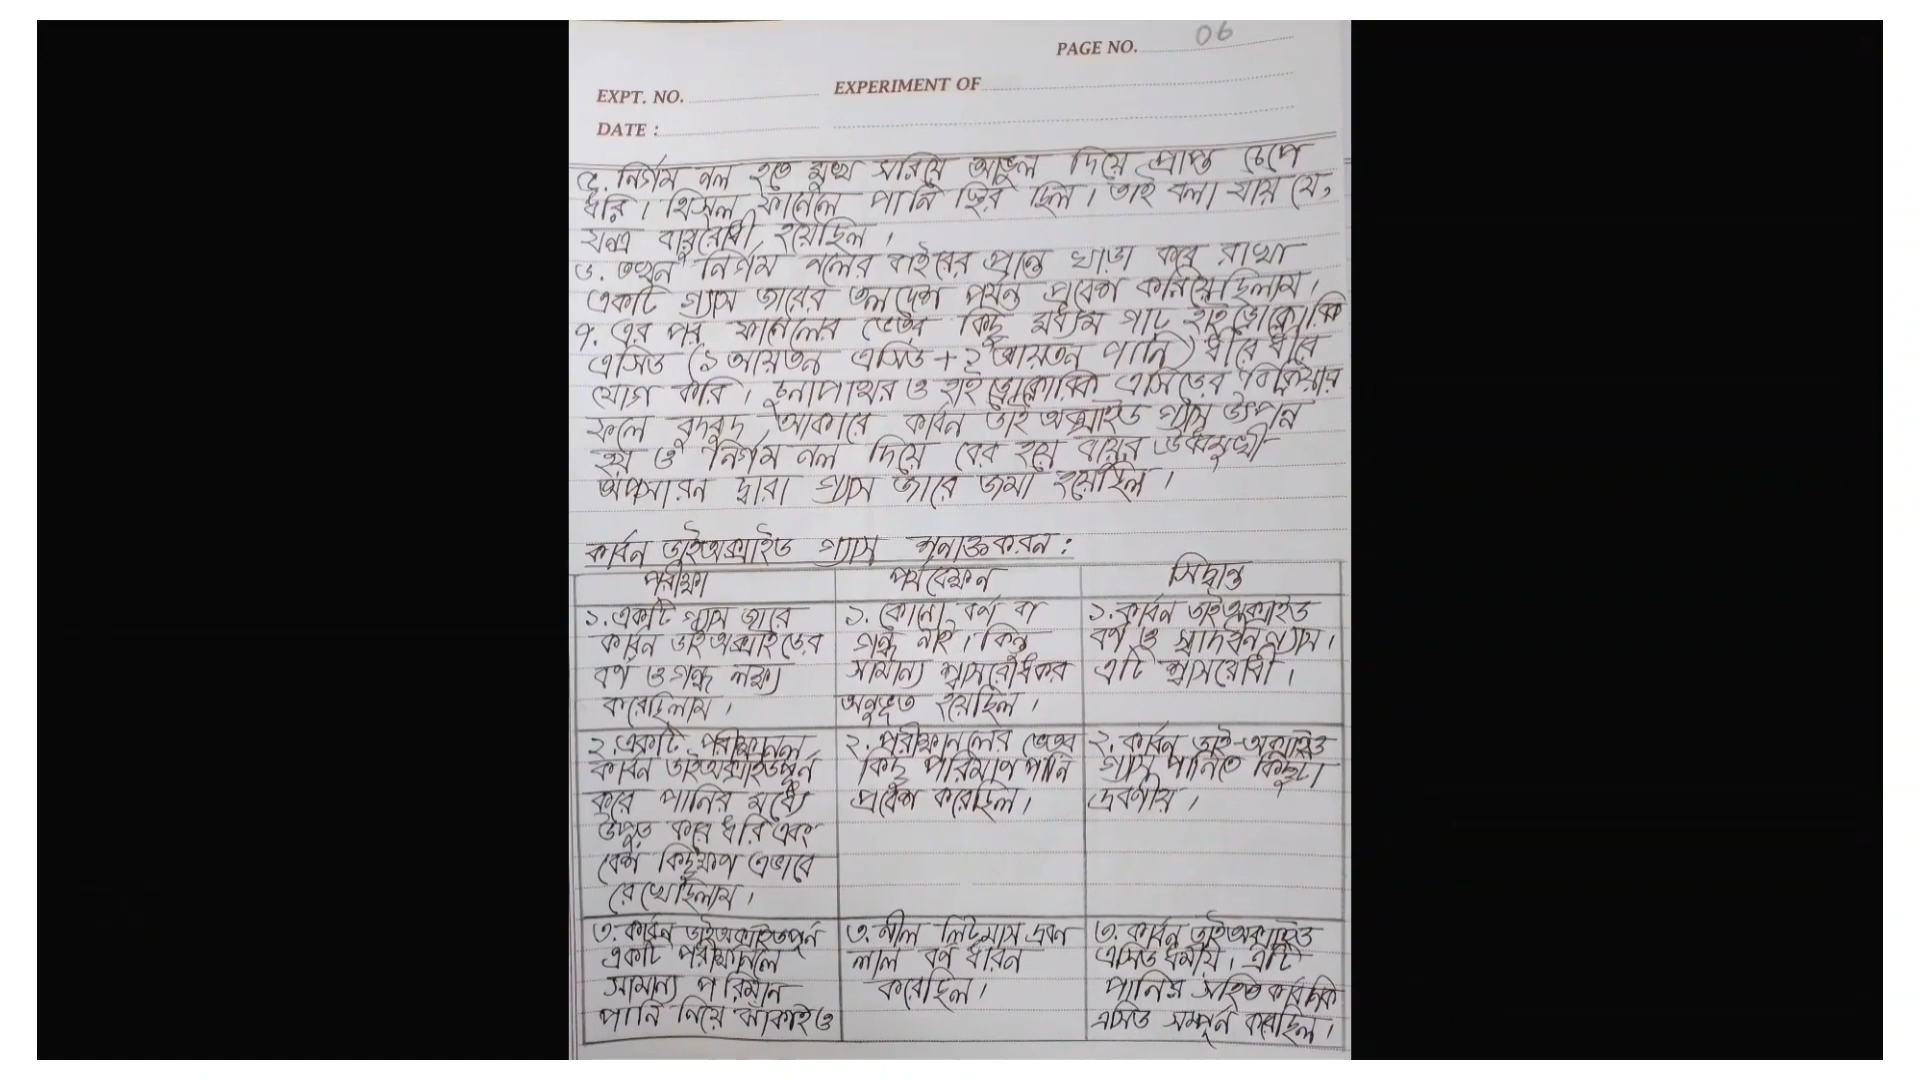 PAGE NO. 06
EXPT. NO. EXPERIMENT OF
DATE :
৫. নির্গম নল হতে মুখ সরিয়ে আঙুল দিয়ে প্রান্ত চেপে
ধরি। থিসল ফানেলে পানি স্থির ছিল। তাই বলা যায় যে,
যন্ত্র বায়ুরোধী হয়েছিল।
৬. তখন নির্গম নলের বাইরের প্রান্ত খাড়া করে রাখা
একটি গ্যাস জারের তলদেশ পর্যন্ত প্রবেশ করিয়েছিলাম।
৭. এর পর ফানেলের ভেতর কিছু মধ্যম গাঢ় হাইড্রোক্লোরিক
এসিড (১ আয়তন এসিড + ২ আয়তন পানি) ধীরে ধীরে
যোগ করি। চুনাপাথর ও হাইড্রোক্লোরিক এসিডের বিক্রিয়ার
ফলে বুদবুদ আকারে কার্বন ডাই অক্সাইড গ্যাস উৎপন্ন
হয় ও নির্গম নল দিয়ে বের হয়ে বায়ুর উর্ধ্বমুখী
অপসারন দ্বারা গ্যাস জারে জমা হয়েছিল।
কার্বন ডাইঅক্সাইড গ্যাস শনাক্তকরন:
পরীক্ষা পর্যবেক্ষন সিদ্ধান্ত
১. একটি গ্যাস জারে
কার্বন ডাইঅক্সাইডের
বর্ণ ও গন্ধ লক্ষ্য
করেছিলাম।
১. কোনো বর্ণ বা
গন্ধ নাই। কিন্তু
সামান্য শ্বাসরোধকর
অনুভূত হয়েছিল।
১. কার্বন ডাইঅক্সাইড
বর্ণ ও স্বাদহীন গ্যাস।
এটি শ্বাসরোধী।
২. একটি পরীক্ষানল
কার্বন ডাইঅক্সাইডপূর্ন
করে পানির মধ্যে
উপুড় করে ধরি এবং
বেশ কিছুক্ষণ এভাবে
রেখেছিলাম।
২. পরীক্ষানলের ভেতর
কিছু পরিমাণ পানি
প্রবেশ করেছিল।
২. কার্বন ডাই-অক্সাইড
গ্যাস পানিতে কিছুটা
দ্রবণীয়।
৩. কার্বন ডাইঅক্সাইডপূর্ন
একটি পরীক্ষানলে
সামান্য পরিমান
পানি নিয়ে ঝাঁকাই ও
৩. নীল লিটমাস দ্রবন
লাল বর্ণ ধারন
করেছিল।
৩. কার্বন ডাইঅক্সাইড
এসিড ধর্মীয়। এটি
পানির সহিত কার্বনিক
এসিড সম্পূর্ন করেছিল।